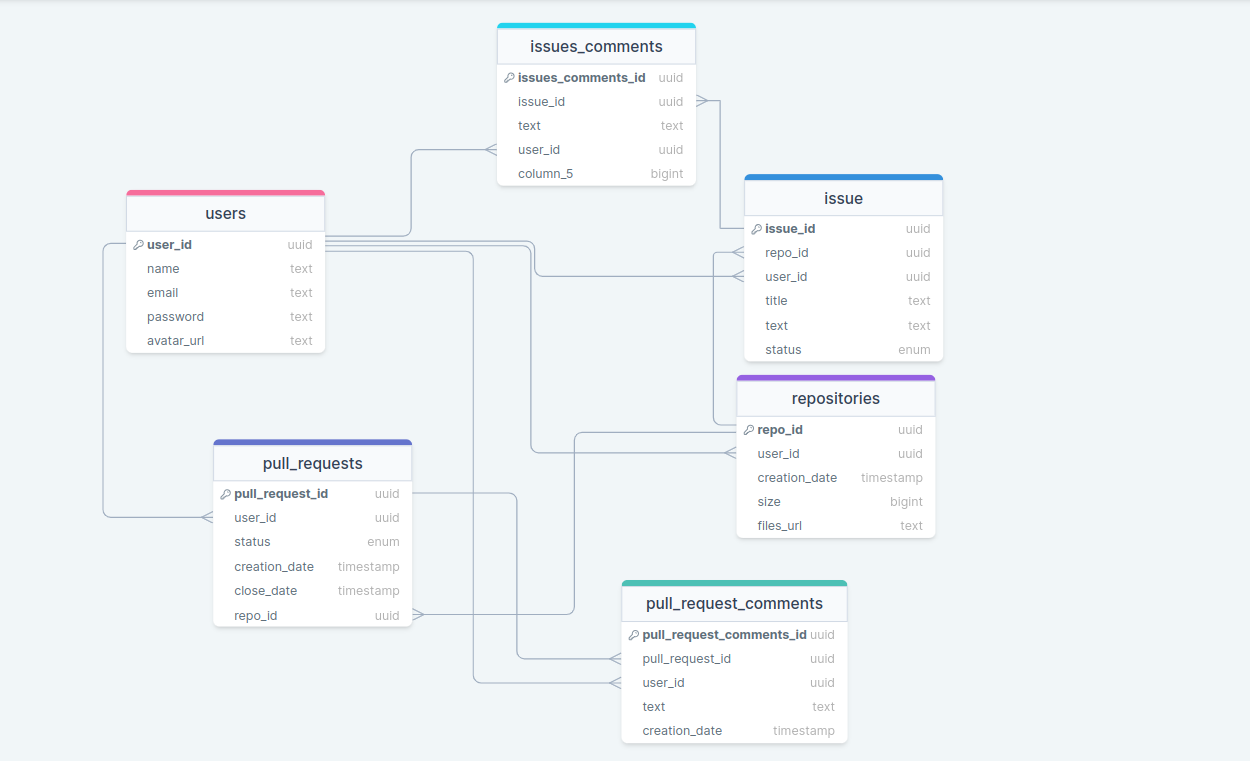 issues_comments
issues_comments_id uuid
issue_id uuid
text text
user_id uuid
column_5 bigint
users
user_id uuid
name text
email text
password text
avatar_url text
issue
issue_id uuid
repo_id uuid
user_id uuid
title text
text text
status enum
repositories
repo_id uuid
user_id uuid
creation_date timestamp
size bigint
files_url text
pull_requests
pull_request_id uuid
user_id uuid
status enum
creation_date timestamp
close_date timestamp
repo_id uuid
pull_request_comments
pull_request_comments_id uuid
pull_request_id uuid
user_id uuid
text text
creation_date timestamp